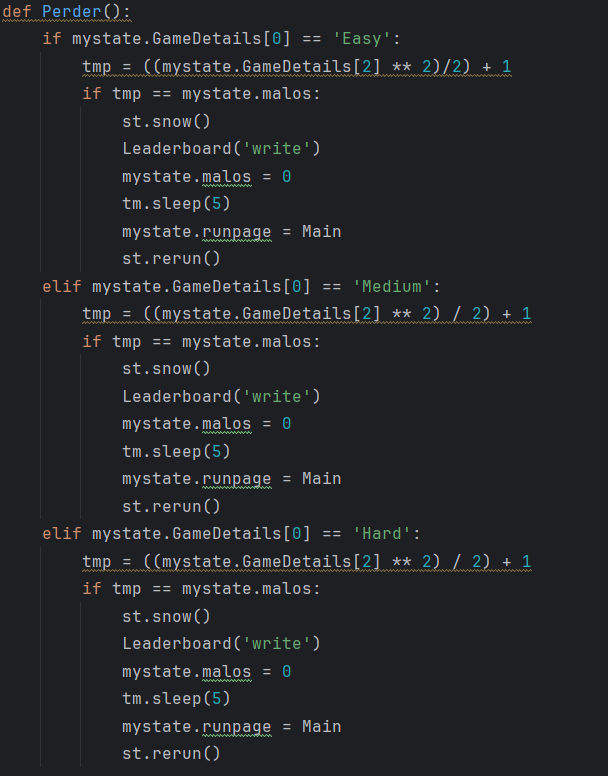 def Perder():
    if mystate.GameDetails[0] == 'Easy':
        tmp = ((mystate.GameDetails[2] ** 2)/2) + 1
        if tmp == mystate.malos:
            st.snow()
            Leaderboard('write')
            mystate.malos = 0
            tm.sleep(5)
            mystate.runpage = Main
            st.rerun()
    elif mystate.GameDetails[0] == 'Medium':
        tmp = ((mystate.GameDetails[2] ** 2) / 2) + 1
        if tmp == mystate.malos:
            st.snow()
            Leaderboard('write')
            mystate.malos = 0
            tm.sleep(5)
            mystate.runpage = Main
            st.rerun()
    elif mystate.GameDetails[0] == 'Hard':
        tmp = ((mystate.GameDetails[2] ** 2) / 2) + 1
        if tmp == mystate.malos:
            st.snow()
            Leaderboard('write')
            mystate.malos = 0
            tm.sleep(5)
            mystate.runpage = Main
            st.rerun()